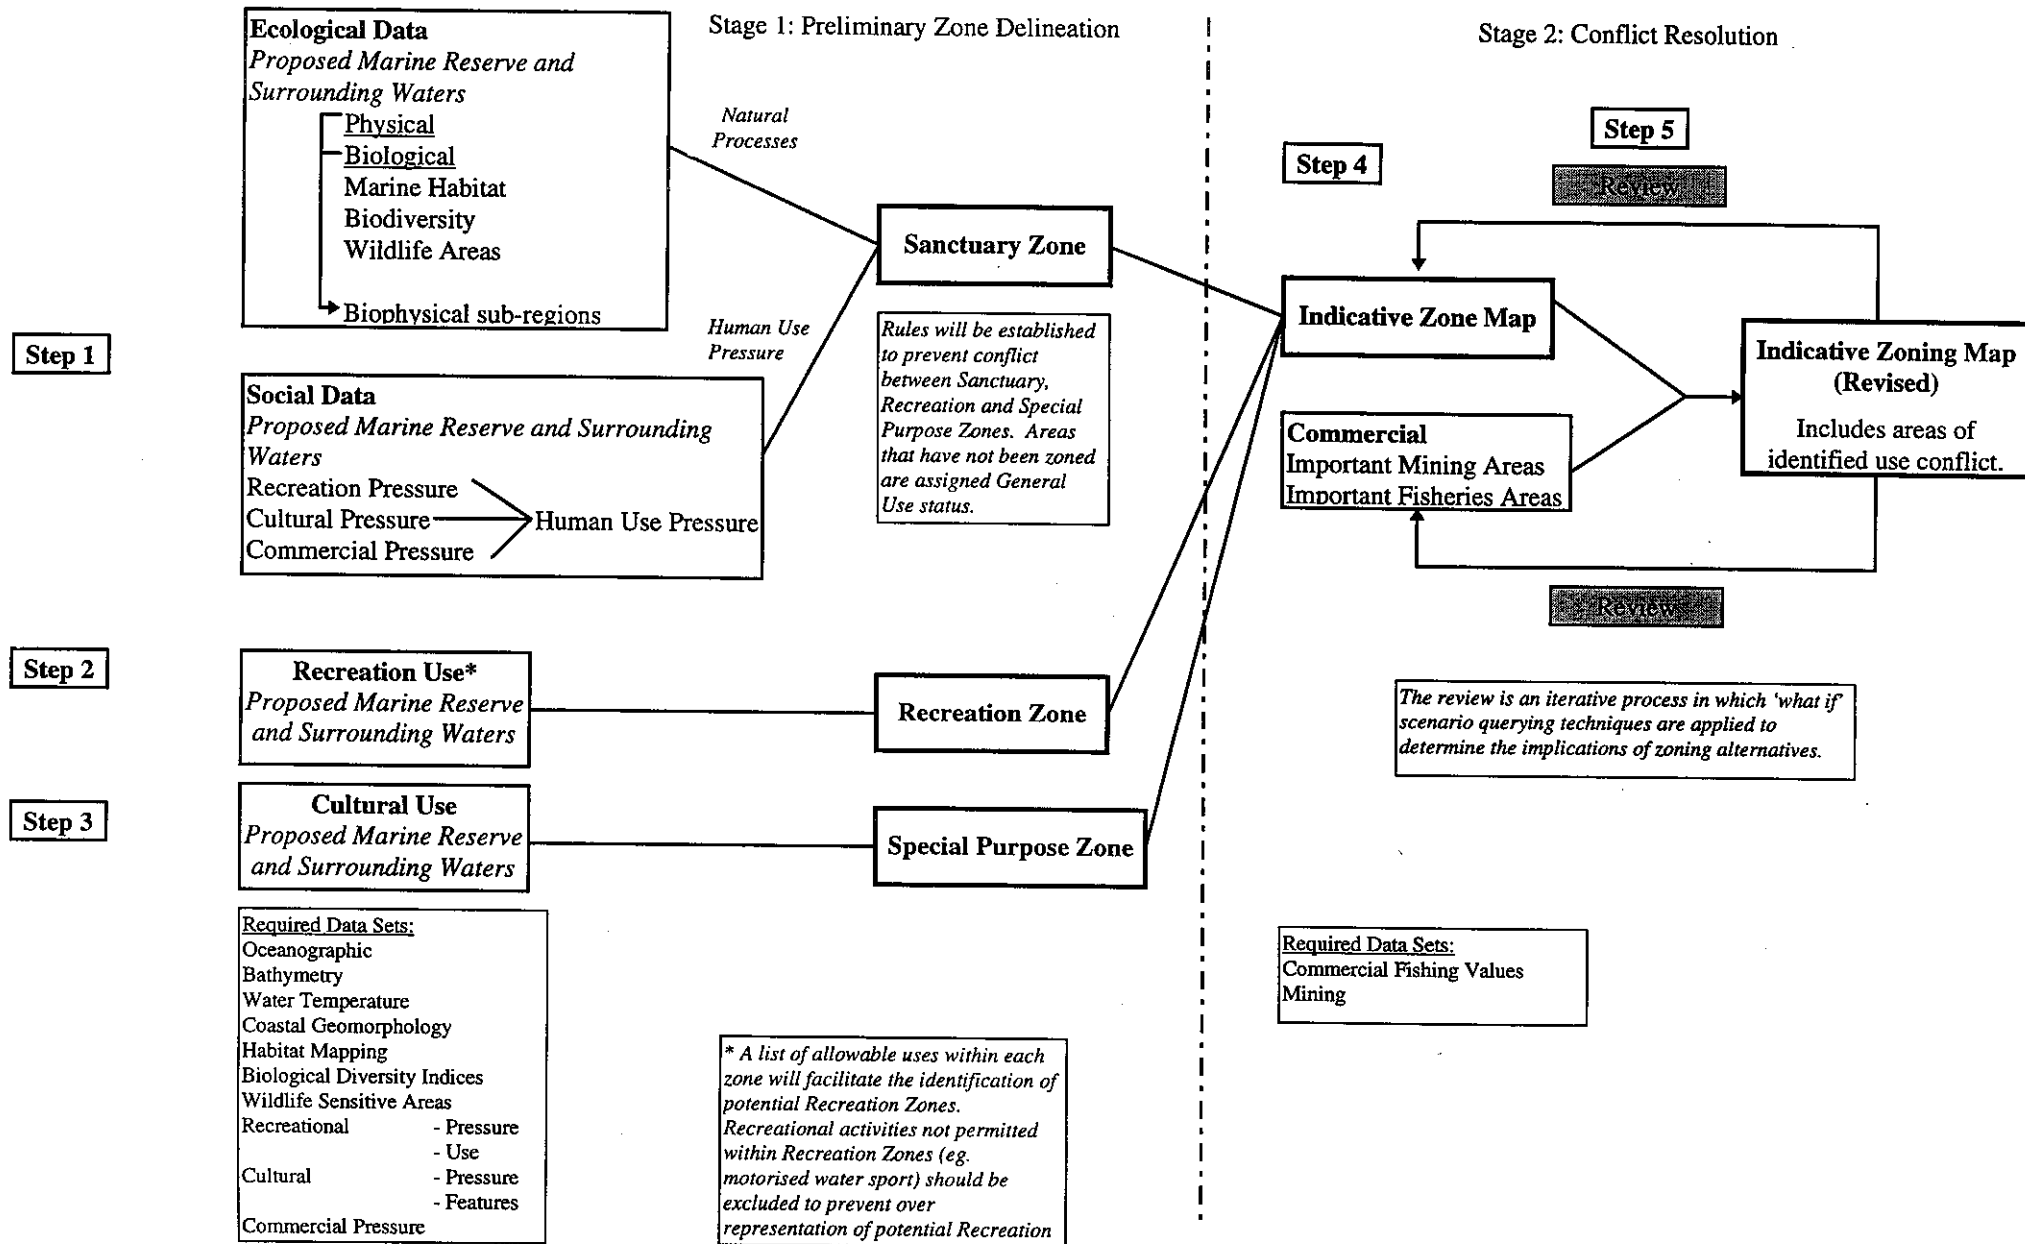 Stage 1: Preliminary Zone Delineation
Stage 2: Conflict Resolution
Ecological Data
Proposed Marine Reserve and
Surrounding Waters
Physical
Biological
Marine Habitat
Biodiversity
Wildlife Areas
Biophysical sub-regions
Natural
Processes
Human Use
Pressure
Step 1
Social Data
Proposed Marine Reserve and Surrounding
Waters
Recreation Pressure
Cultural Pressure
Commercial Pressure
Human Use Pressure
Sanctuary Zone
Rules will be established
to prevent conflict
between Sanctuary,
Recreation and Special
Purpose Zones. Areas
that have not been zoned
are assigned General
Use status.
Step 2
Recreation Use*
Proposed Marine Reserve
and Surrounding Waters
Recreation Zone
Step 3
Cultural Use
Proposed Marine Reserve
and Surrounding Waters
Special Purpose Zone
Required Data Sets:
Oceanographic
Bathymetry
Water Temperature
Coastal Geomorphology
Habitat Mapping
Biological Diversity Indices
Wildlife Sensitive Areas
Recreational - Pressure
- Use
Cultural - Pressure
- Features
Commercial Pressure
* A list of allowable uses within each
zone will facilitate the identification of
potential Recreation Zones.
Recreational activities not permitted
within Recreation Zones (eg.
motorised water sport) should be
excluded to prevent over
representation of potential Recreation
Step 4
Step 5
Review
Indicative Zone Map
Commercial
Important Mining Areas
Important Fisheries Areas
Indicative Zoning Map
(Revised)
Includes areas of
identified use conflict.
Review
The review is an iterative process in which 'what if'
scenario querying techniques are applied to
determine the implications of zoning alternatives.
Required Data Sets:
Commercial Fishing Values
Mining